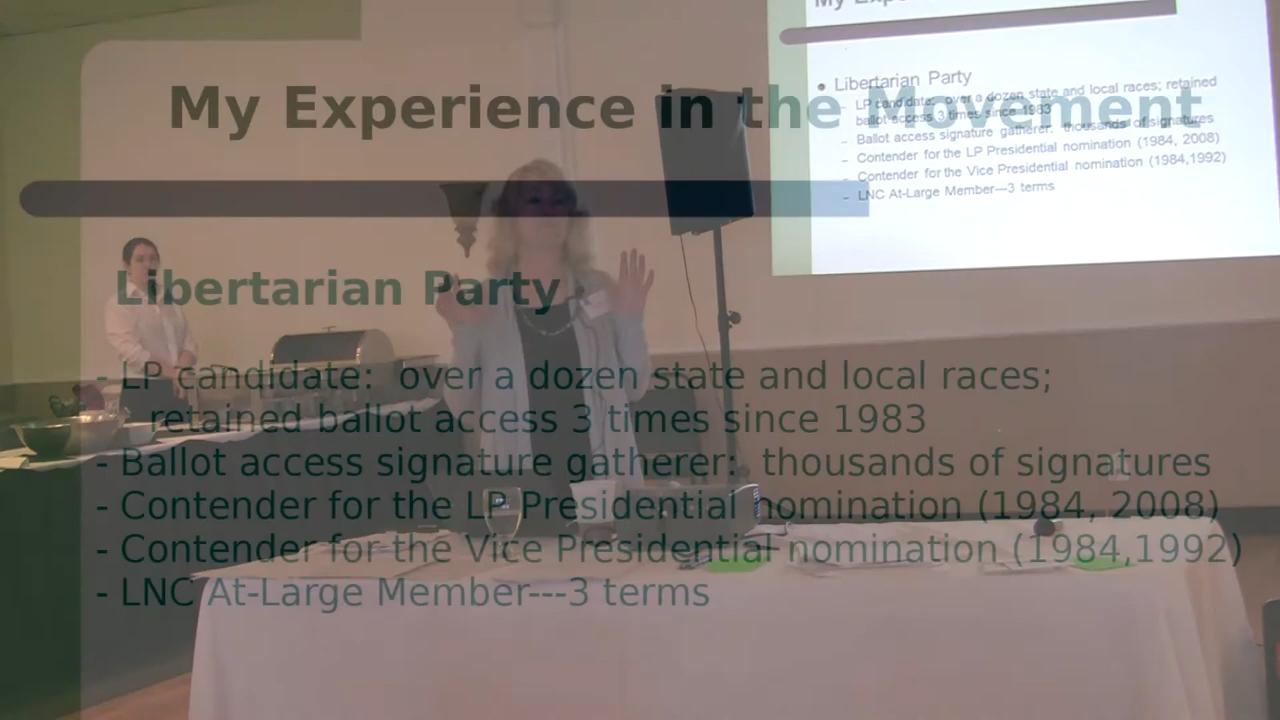 My Experience in the Movement
Libertarian Party
- LP candidate:  over a dozen state and local races;
retained ballot access 3 times since 1983
- Ballot access signature gatherer:  thousands of signatures
- Contender for the LP Presidential nomination (1984, 2008)
- Contender for the Vice Presidential nomination (1984,1992)
- LNC At-Large Member---3 terms
My Expe
• Libertarian Party
– LP candidate:  over a dozen state and local races; retained
ballot access 3 times since 1983
– Ballot access signature gatherer:  thousands of signatures
– Contender for the LP Presidential nomination (1984, 2008)
– Contender for the Vice Presidential nomination (1984,1992)
– LNC At-Large Member---3 terms